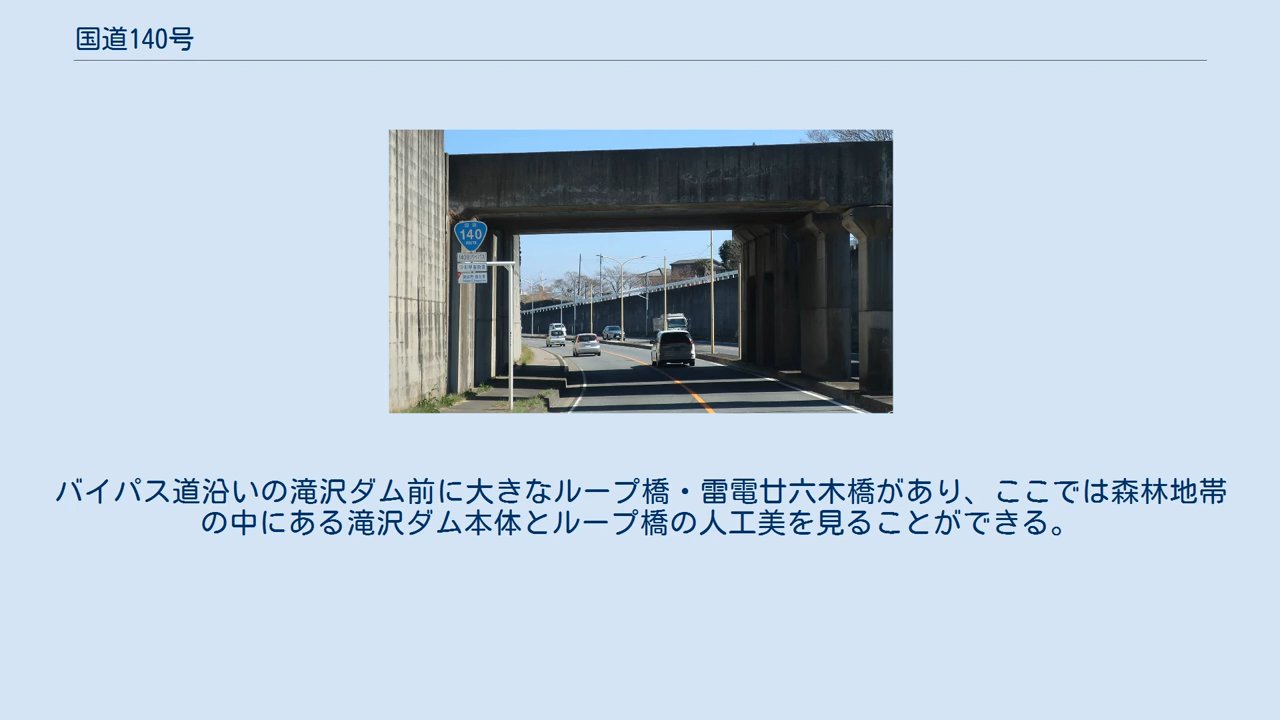 国道140号
140
バイパス道沿いの滝沢ダム前に大きなループ橋・雷電廿六木橋があり、ここでは森林地帯
の中にある滝沢ダム本体とループ橋の人工美を見ることができる。